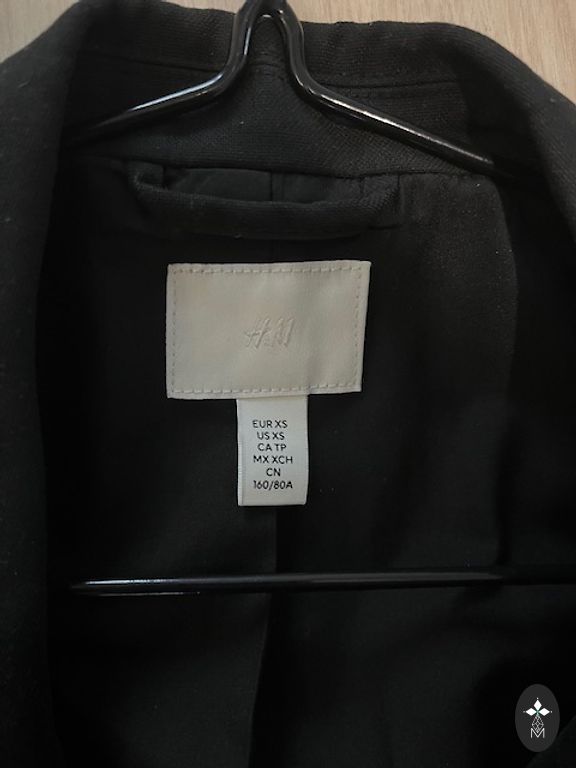 H&M
EUR XS
US XS
CA TP
MX XCH
CN
160/80A